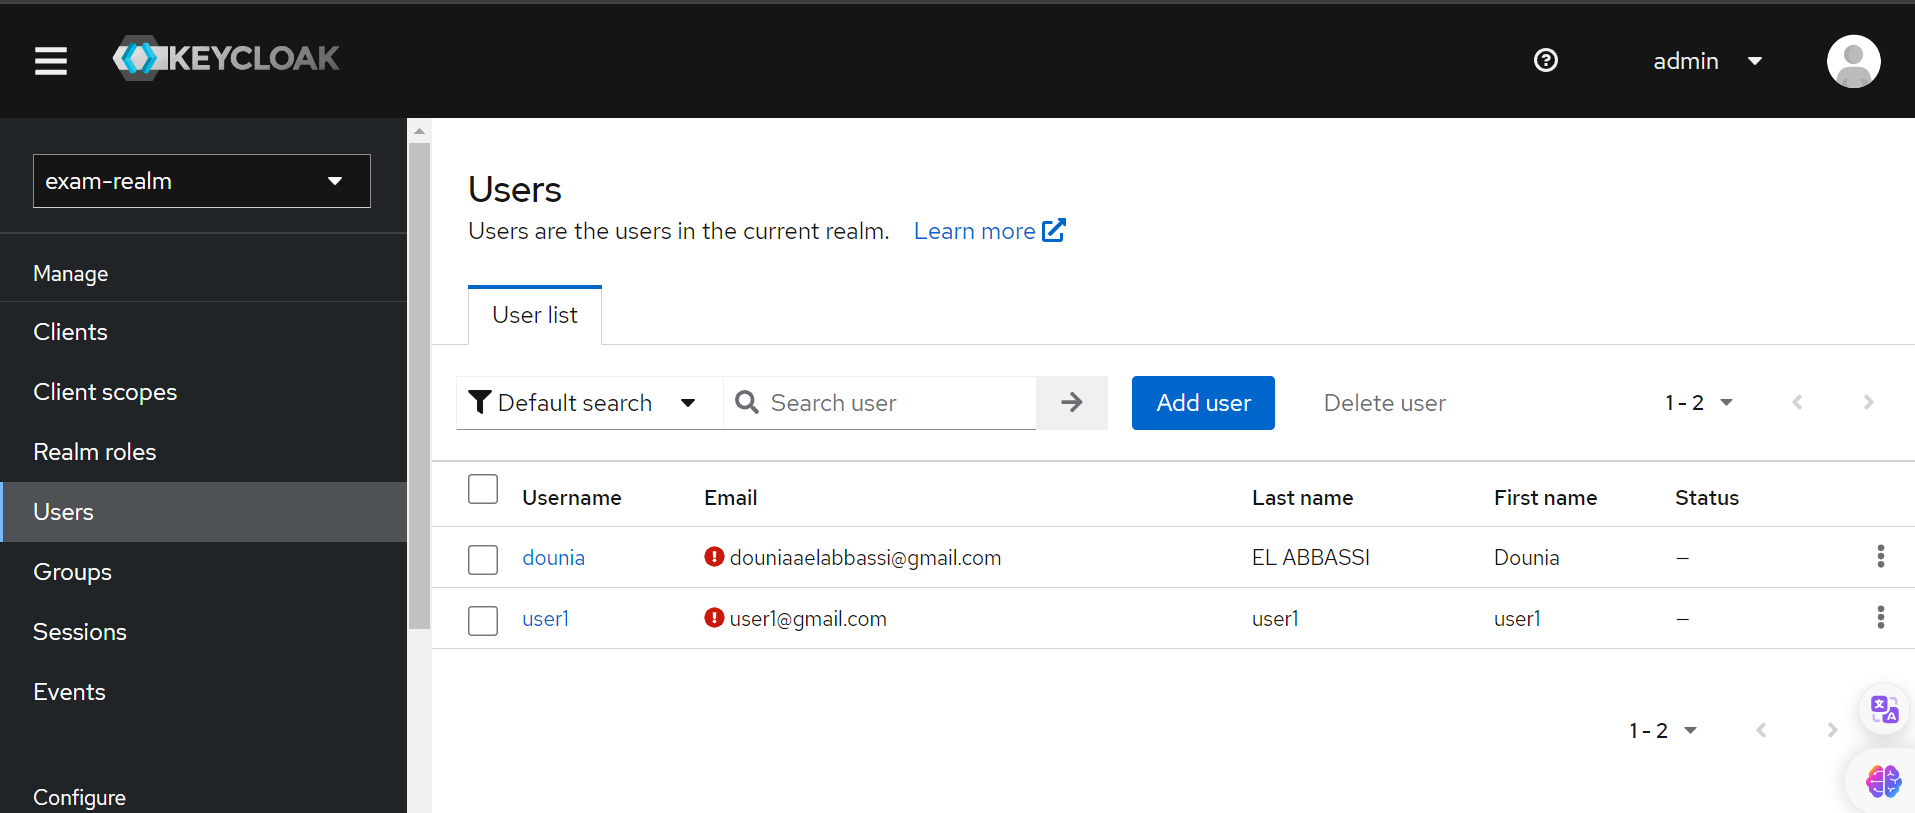 KEYCLOAK
admin
exam-realm
Manage
Clients
Client scopes
Realm roles
Users
Groups
Sessions
Events
Configure
Users
Users are the users in the current realm. Learn more
User list
Default search Search user Add user Delete user 1 - 2
Username Email Last name First name Status
dounia douniaaelabbassi@gmail.com EL ABBASSI Dounia –
user1 user1@gmail.com user1 user1 –
1 - 2